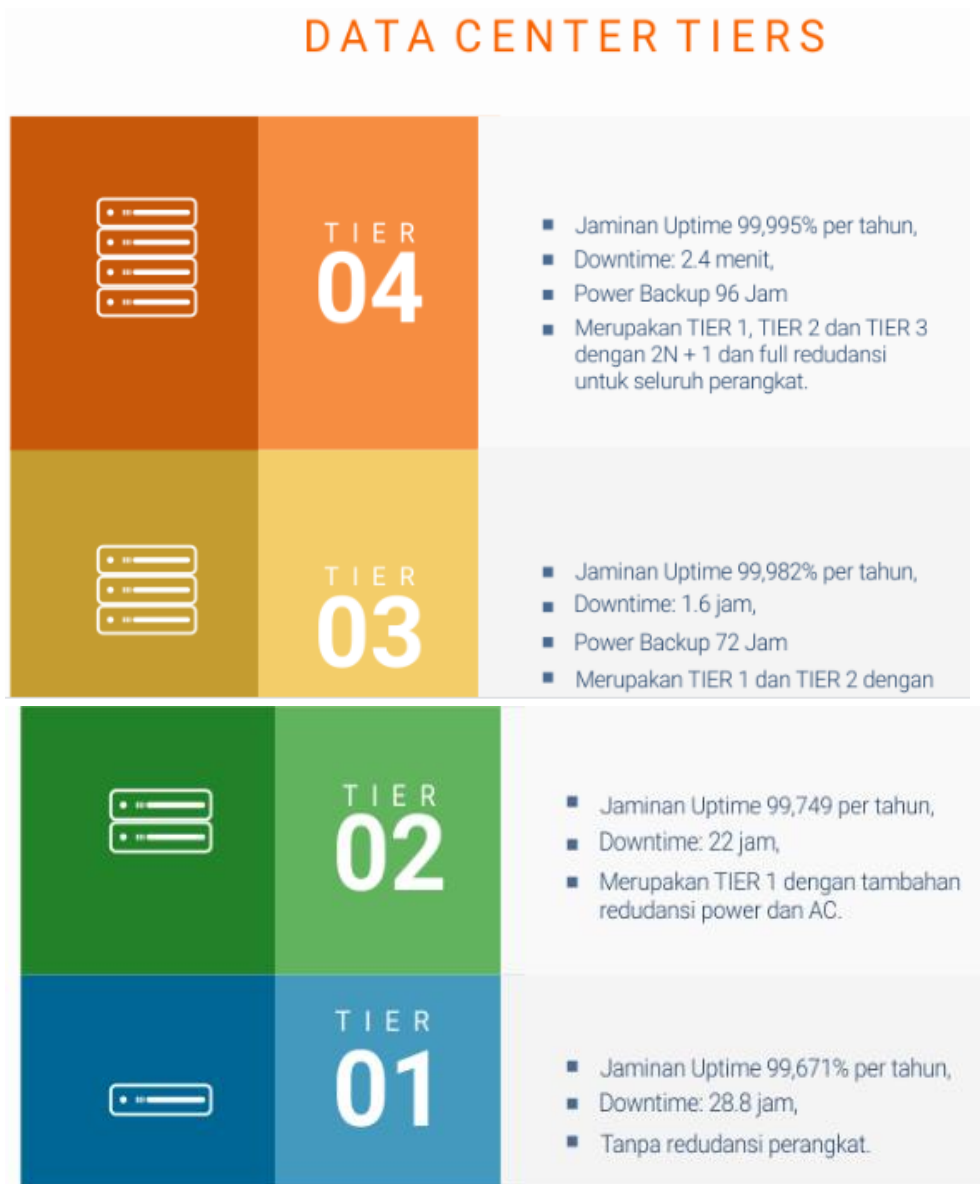 DATA CENTER TIERS
TIER
04
Jaminan Uptime 99,995% per tahun,
Downtime: 2.4 menit,
Power Backup 96 Jam
Merupakan TIER 1, TIER 2 dan TIER 3
dengan 2N + 1 dan full redudansi
untuk seluruh perangkat.
TIER
03
Jaminan Uptime 99,982% per tahun,
Downtime: 1.6 jam,
Power Backup 72 Jam
Merupakan TIER 1 dan TIER 2 dengan
TIER
02
Jaminan Uptime 99,749 per tahun,
Downtime: 22 jam,
Merupakan TIER 1 dengan tambahan
redudansi power dan AC.
TIER
01
Jaminan Uptime 99,671% per tahun,
Downtime: 28.8 jam,
Tanpa redudansi perangkat.